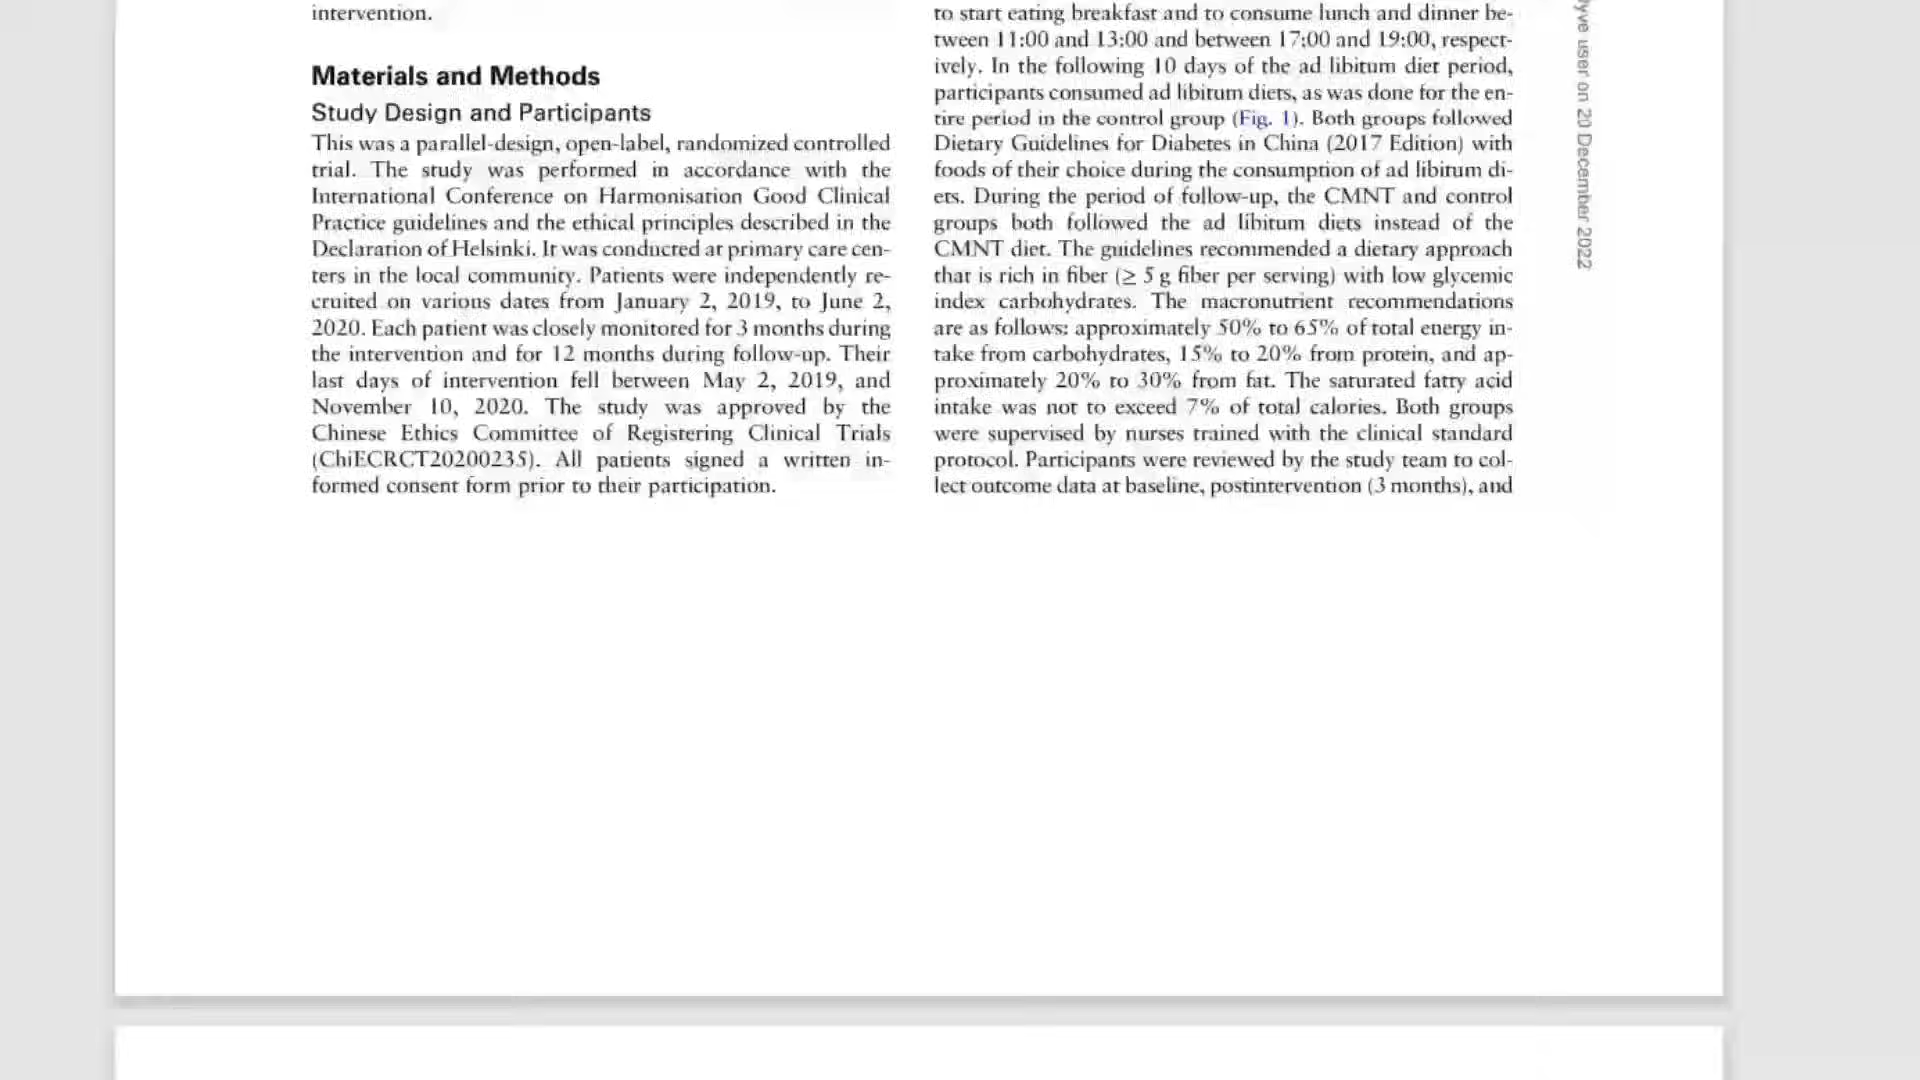 intervention.
Materials and Methods
Study Design and Participants
This was a parallel-design, open-label, randomized controlled
trial. The study was performed in accordance with the
International Conference on Harmonisation Good Clinical
Practice guidelines and the ethical principles described in the
Declaration of Helsinki. It was conducted at primary care cen-
ters in the local community. Patients were independently re-
cruited on various dates from January 2, 2019, to June 2,
2020. Each patient was closely monitored for 3 months during
the intervention and for 12 months during follow-up. Their
last days of intervention fell between May 2, 2019, and
November 10, 2020. The study was approved by the
Chinese Ethics Committee of Registering Clinical Trials
(ChiECRCT20200235). All patients signed a written in-
formed consent form prior to their participation.
to start eating breakfast and to consume lunch and dinner be-
tween 11:00 and 13:00 and between 17:00 and 19:00, respect-
ively. In the following 10 days of the ad libitum diet period,
participants consumed ad libitum diets, as was done for the en-
tire period in the control group (Fig. 1). Both groups followed
Dietary Guidelines for Diabetes in China (2017 Edition) with
foods of their choice during the consumption of ad libitum di-
ets. During the period of follow-up, the CMNT and control
groups both followed the ad libitum diets instead of the
CMNT diet. The guidelines recommended a dietary approach
that is rich in fiber (≥ 5 g fiber per serving) with low glycemic
index carbohydrates. The macronutrient recommendations
are as follows: approximately 50% to 65% of total energy in-
take from carbohydrates, 15% to 20% from protein, and ap-
proximately 20% to 30% from fat. The saturated fatty acid
intake was not to exceed 7% of total calories. Both groups
were supervised by nurses trained with the clinical standard
protocol. Participants were reviewed by the study team to col-
lect outcome data at baseline, postintervention (3 months), and
user on 20 December 2022